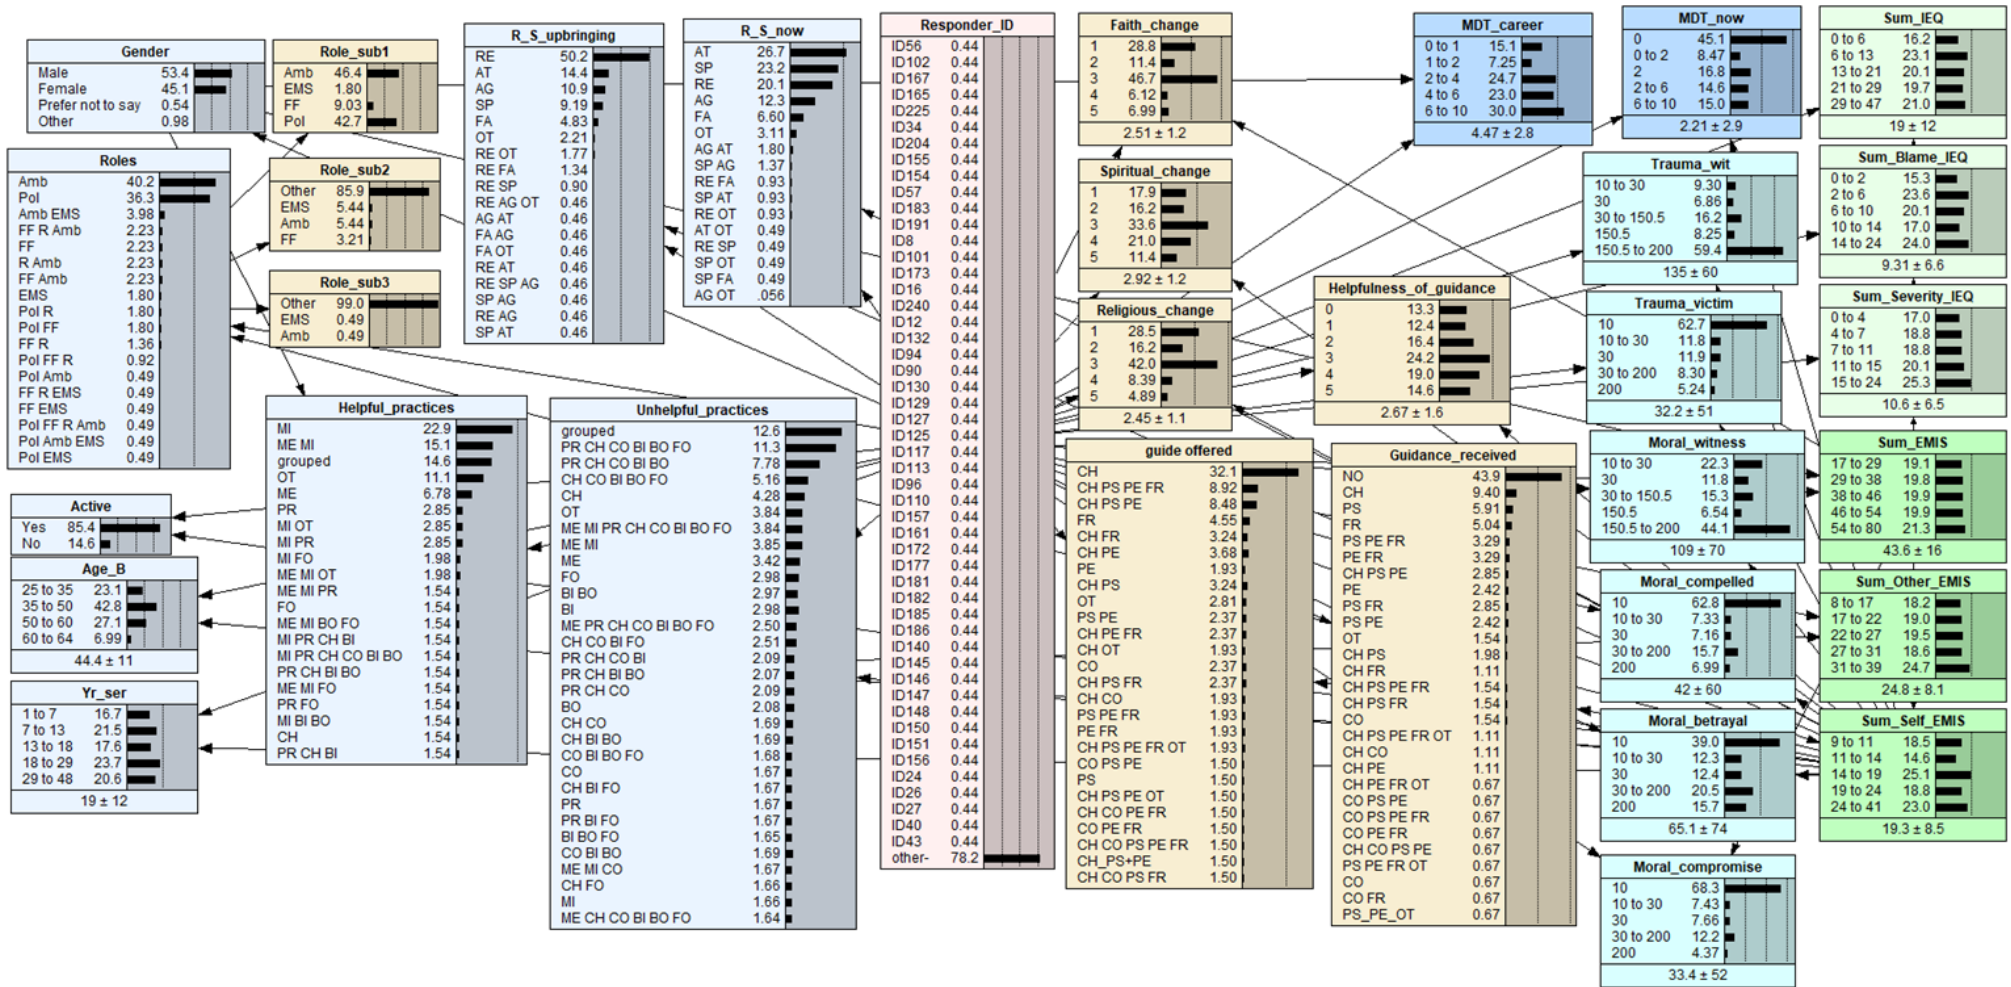 Gender
Male 53.4
Female 45.1
Prefer not to say 0.54
Other 0.98
Roles
Amb 40.2
Pol 36.3
Amb EMS 3.98
FF R Amb 2.23
FF 2.23
R Amb 2.23
FF Amb 2.23
EMS 1.80
Pol R 1.80
Pol FF 1.80
FF R 1.36
Pol FF R 0.92
Pol Amb 0.49
FF R EMS 0.49
FF EMS 0.49
Pol FF R Amb 0.49
Pol Amb EMS 0.49
Pol EMS 0.49
Active
Yes 85.4
No 14.6
Age_B
25 to 35 23.1
35 to 50 42.8
50 to 60 27.1
60 to 64 6.99
44.4 ± 11
Yr_ser
1 to 7 16.7
7 to 13 21.5
13 to 18 17.6
18 to 29 23.7
29 to 48 20.6
19 ± 12
Role_sub1
Amb 46.4
EMS 1.80
FF 9.03
Pol 42.7
Role_sub2
Other 85.9
EMS 5.44
Amb 5.44
FF 3.21
Role_sub3
Other 99.0
EMS 0.49
Amb 0.49
Helpful_practices
MI 22.9
ME MI 15.1
grouped 14.6
OT 11.1
ME 6.78
PR 2.85
MI OT 2.85
MI PR 2.85
MI FO 1.98
ME MI OT 1.98
ME MI PR 1.54
FO 1.54
ME MI BO FO 1.54
MI PR CH BI 1.54
MI PR CH CO BI BO 1.54
PR CH BI BO 1.54
ME MI FO 1.54
PR FO 1.54
MI BI BO 1.54
CH 1.54
PR CH BI 1.54
R_S_upbringing
RE 50.2
AT 14.4
AG 10.9
SP 9.19
FA 4.83
OT 2.21
RE OT 1.77
RE FA 1.34
RE SP 0.90
RE AG OT 0.46
AG AT 0.46
FA AG 0.46
FA OT 0.46
RE AT 0.46
RE SP AG 0.46
SP AG 0.46
RE AG 0.46
SP AT 0.46
R_S_now
AT 26.7
SP 23.2
RE 20.1
AG 12.3
FA 6.60
OT 3.11
AG AT 1.80
SP AG 1.37
RE FA 0.93
SP AT 0.93
RE OT 0.93
AT OT 0.49
RE SP 0.49
SP OT 0.49
SP FA 0.49
AG OT .056
Unhelpful_practices
grouped 12.6
PR CH CO BI BO FO 11.3
PR CH CO BI BO 7.78
CH CO BI BO FO 5.16
CH 4.28
OT 3.84
ME MI PR CH CO BI BO FO 3.84
ME MI 3.85
ME 3.42
FO 2.98
BI BO 2.97
BI 2.98
ME PR CH CO BI BO FO 2.50
CH CO BI FO 2.51
PR CH CO BI 2.09
PR CH BI BO 2.07
PR CH CO 2.09
BO 2.08
CH CO 1.69
CH BI BO 1.69
CO BI BO FO 1.68
CO 1.67
CH BI FO 1.67
PR 1.67
PR BI FO 1.67
BI BO FO 1.65
CO BI BO 1.69
ME MI CO 1.67
CH FO 1.66
MI 1.66
ME CH CO BI BO FO 1.64
Responder_ID
ID56 0.44
ID102 0.44
ID167 0.44
ID165 0.44
ID225 0.44
ID34 0.44
ID204 0.44
ID155 0.44
ID154 0.44
ID57 0.44
ID183 0.44
ID191 0.44
ID8 0.44
ID101 0.44
ID173 0.44
ID16 0.44
ID240 0.44
ID12 0.44
ID132 0.44
ID94 0.44
ID90 0.44
ID130 0.44
ID129 0.44
ID127 0.44
ID125 0.44
ID117 0.44
ID113 0.44
ID96 0.44
ID110 0.44
ID157 0.44
ID161 0.44
ID172 0.44
ID177 0.44
ID181 0.44
ID182 0.44
ID185 0.44
ID186 0.44
ID140 0.44
ID145 0.44
ID146 0.44
ID147 0.44
ID148 0.44
ID150 0.44
ID151 0.44
ID156 0.44
ID24 0.44
ID26 0.44
ID27 0.44
ID40 0.44
ID43 0.44
other- 78.2
Faith_change
1 28.8
2 11.4
3 46.7
4 6.12
5 6.99
2.51 ± 1.2
Spiritual_change
1 17.9
2 16.2
3 33.6
4 21.0
5 11.4
2.92 ± 1.2
Religious_change
1 28.5
2 16.2
3 42.0
4 8.39
5 4.89
2.45 ± 1.1
guide offered
CH 32.1
CH PS PE FR 8.92
CH PS PE 8.48
FR 4.55
CH FR 3.24
CH PE 3.68
PE 1.93
CH PS 3.24
OT 2.81
PS PE 2.37
CH PE FR 2.37
CH OT 1.93
CO 2.37
CH PS FR 2.37
CH CO 1.93
PS PE FR 1.93
PE FR 1.93
CH PS PE FR OT 1.93
CO PS PE 1.50
PS 1.50
CH PS PE OT 1.50
CH CO PE FR 1.50
CO PE FR 1.50
CH CO PS PE FR 1.50
CH_PS+PE 1.50
CH CO PS FR 1.50
Helpfulness_of_guidance
0 13.3
1 12.4
2 16.4
3 24.2
4 19.0
5 14.6
2.67 ± 1.6
Guidance_received
NO 43.9
CH 9.40
PS 5.91
FR 5.04
PS PE FR 3.29
PE FR 3.29
CH PS PE 2.85
PE 2.42
PS FR 2.85
PS PE 2.42
OT 1.54
CH PS 1.98
CH FR 1.11
CH PS PE FR 1.54
CH PS FR 1.54
CO 1.54
CH PS PE FR OT 1.11
CH CO 1.11
CH PE 1.11
CH PE FR OT 0.67
CO PS PE 0.67
CO PS PE FR 0.67
CO PE FR 0.67
CH CO PS PE 0.67
PS PE FR OT 0.67
CO 0.67
CO FR 0.67
PS_PE_OT 0.67
MDT_career
0 to 1 15.1
1 to 2 7.25
2 to 4 24.7
4 to 6 23.0
6 to 10 30.0
4.47 ± 2.8
MDT_now
0 45.1
0 to 2 8.47
2 16.8
2 to 6 14.6
6 to 10 15.0
2.21 ± 2.9
Trauma_wit
10 to 30 9.30
30 6.86
30 to 150.5 16.2
150.5 8.25
150.5 to 200 59.4
135 ± 60
Trauma_victim
10 62.7
10 to 30 11.8
30 11.9
30 to 200 8.30
200 5.24
32.2 ± 51
Moral_witness
10 to 30 22.3
30 11.8
30 to 150.5 15.3
150.5 6.54
150.5 to 200 44.1
109 ± 70
Moral_compelled
10 62.8
10 to 30 7.33
30 7.16
30 to 200 15.7
200 6.99
42 ± 60
Moral_betrayal
10 39.0
10 to 30 12.3
30 12.4
30 to 200 20.5
200 15.7
65.1 ± 74
Moral_compromise
10 68.3
10 to 30 7.43
30 7.66
30 to 200 12.2
200 4.37
33.4 ± 52
Sum_IEQ
0 to 6 16.2
6 to 13 23.1
13 to 21 20.1
21 to 29 19.7
29 to 47 21.0
19 ± 12
Sum_Blame_IEQ
0 to 2 15.3
2 to 6 23.6
6 to 10 20.1
10 to 14 17.0
14 to 24 24.0
9.31 ± 6.6
Sum_Severity_IEQ
0 to 4 17.0
4 to 7 18.8
7 to 11 18.8
11 to 15 20.1
15 to 24 25.3
10.6 ± 6.5
Sum_EMIS
17 to 29 19.1
29 to 38 19.8
38 to 46 19.9
46 to 54 19.9
54 to 80 21.3
43.6 ± 16
Sum_Other_EMIS
8 to 17 18.2
17 to 22 19.0
22 to 27 19.5
27 to 31 18.6
31 to 39 24.7
24.8 ± 8.1
Sum_Self_EMIS
9 to 11 18.5
11 to 14 14.6
14 to 19 25.1
19 to 24 18.8
24 to 41 23.0
19.3 ± 8.5